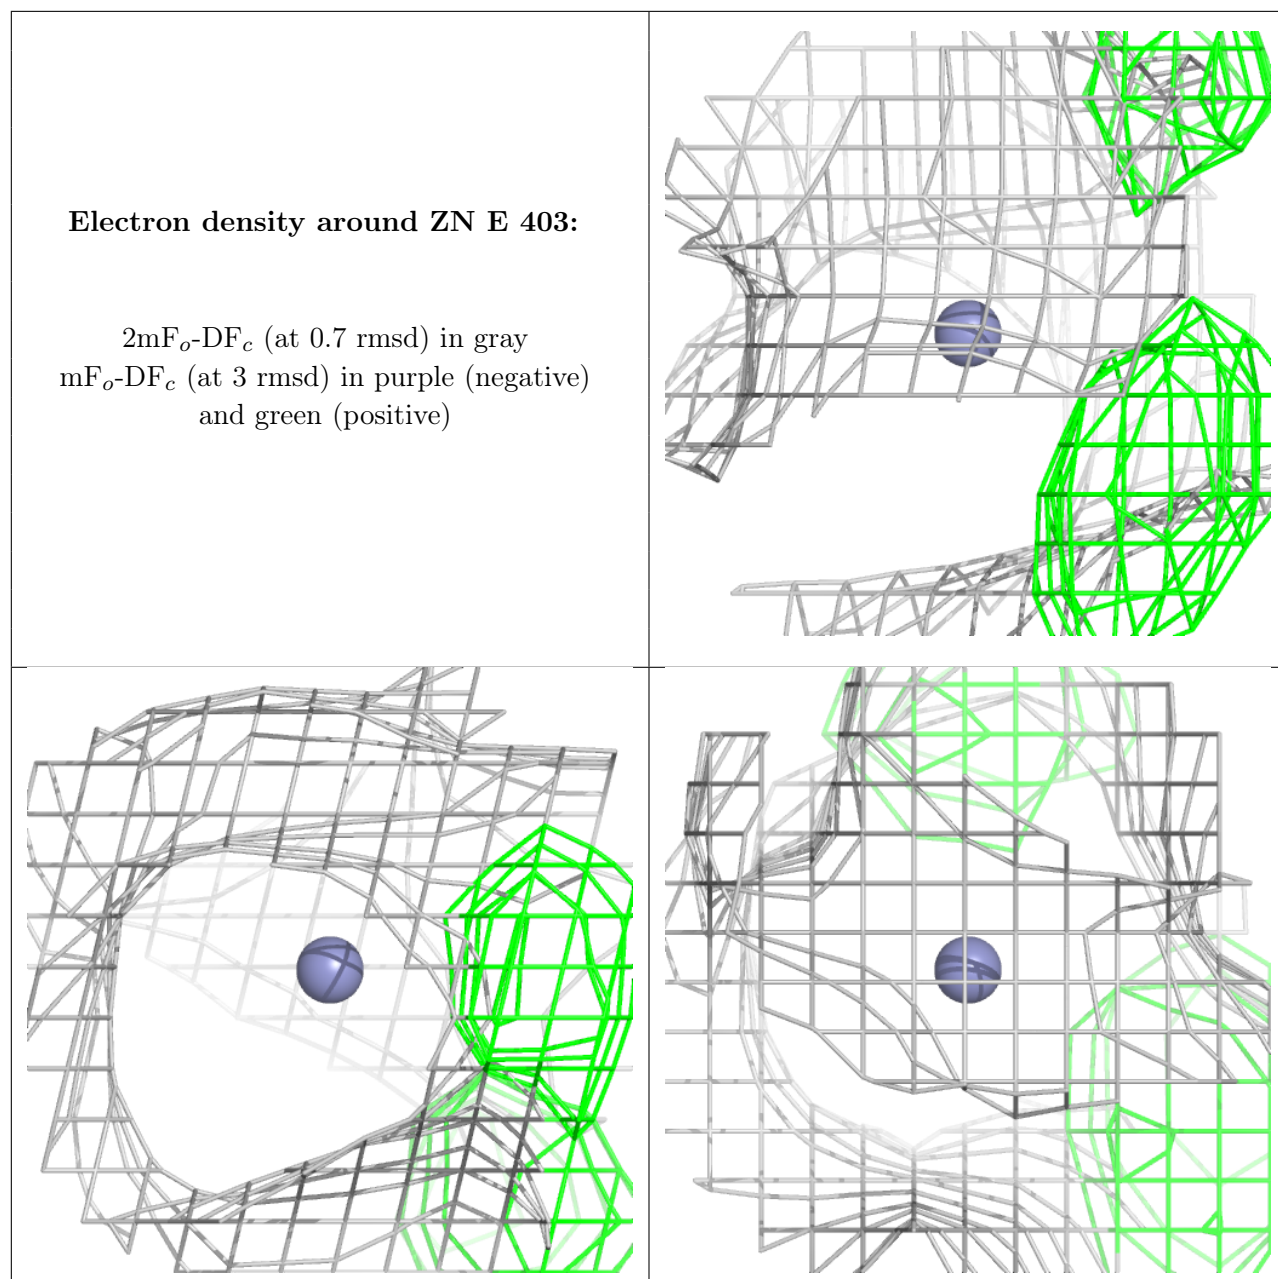 Electron density around ZN E 403:
2mFo-DFc (at 0.7 rmsd) in gray
mFo-DFc (at 3 rmsd) in purple (negative)
and green (positive)